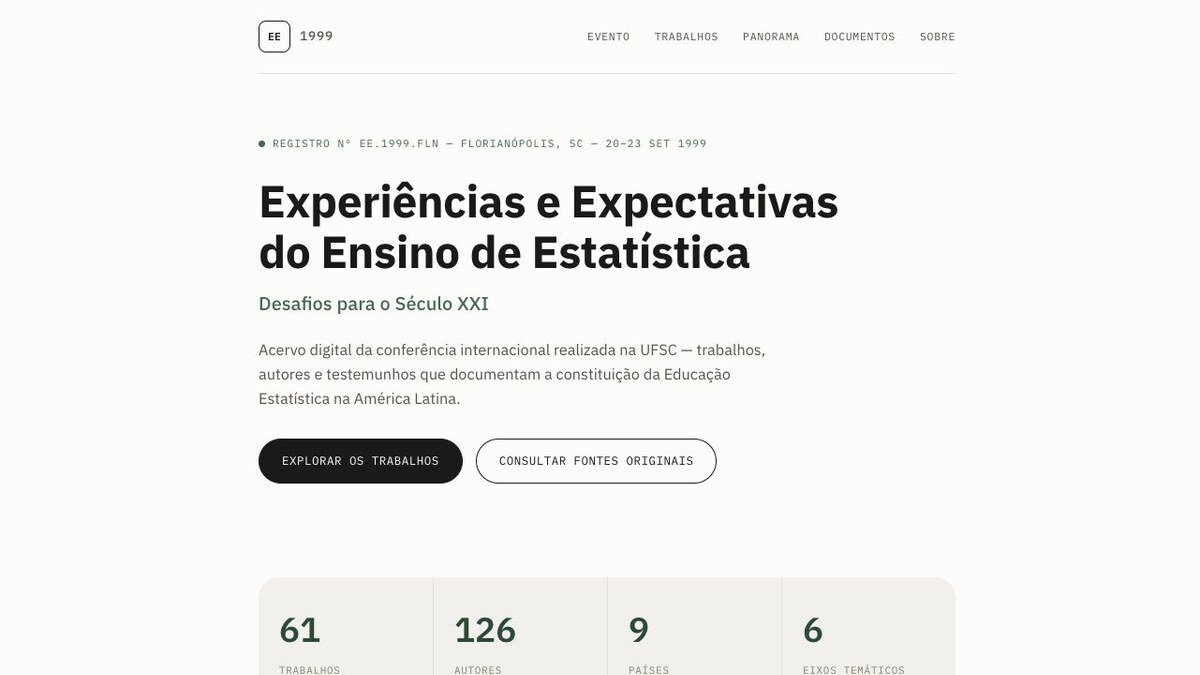 EE 1999
EVENTO TRABALHOS PANORAMA DOCUMENTOS SOBRE
REGISTRO Nº EE.1999.FLN — FLORIANÓPOLIS, SC — 20–23 SET 1999
Experiências e Expectativas
do Ensino de Estatística
Desafios para o Século XXI
Acervo digital da conferência internacional realizada na UFSC — trabalhos,
autores e testemunhos que documentam a constituição da Educação
Estatística na América Latina.
EXPLORAR OS TRABALHOS CONSULTAR FONTES ORIGINAIS
61 126 9 6
TRABALHOS AUTORES PAÍSES EIXOS TEMÁTICOS